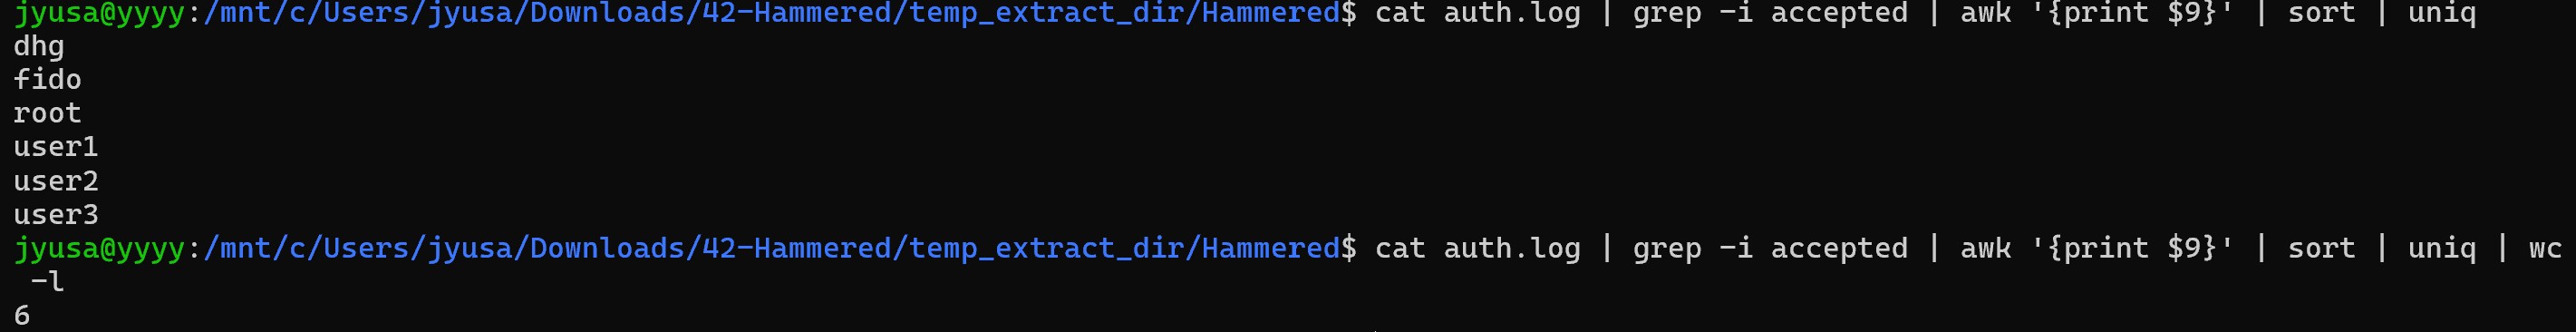 jyusa@yyyy:/mnt/c/Users/jyusa/Downloads/42-Hammered/temp_extract_dir/Hammered$ cat auth.log | grep -i accepted | awk '{print $9}' | sort | uniq
dhg
fido
root
user1
user2
user3
jyusa@yyyy:/mnt/c/Users/jyusa/Downloads/42-Hammered/temp_extract_dir/Hammered$ cat auth.log | grep -i accepted | awk '{print $9}' | sort | uniq | wc
 -l
6